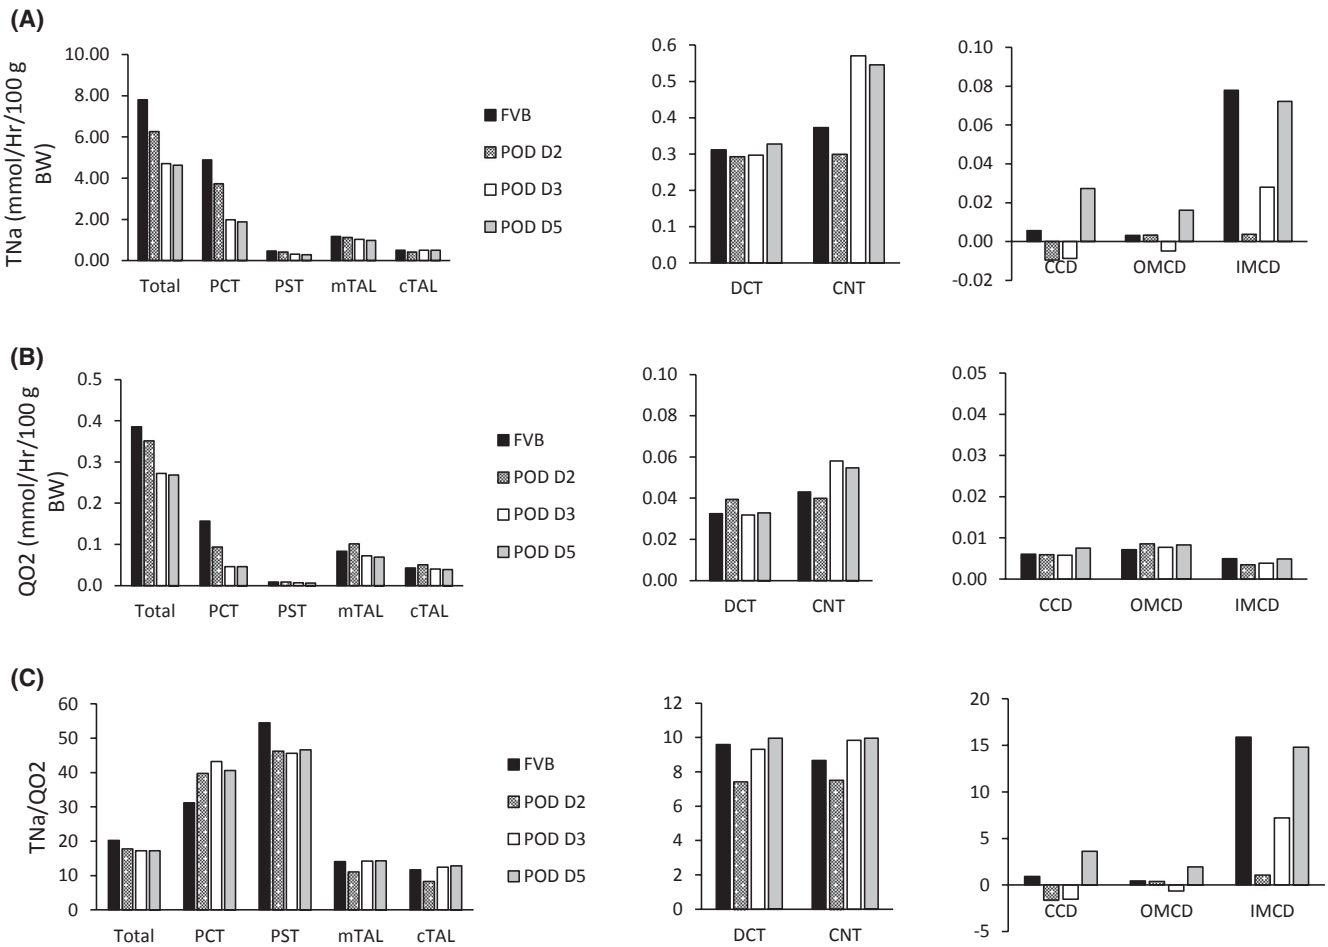 (A)
TNa (mmol/Hr/100 g
BW)
10.00
8.00
6.00
4.00
2.00
0.00
Total PCT PST mTAL cTAL
FVB
POD D2
POD D3
POD D5
0.6
0.5
0.4
0.3
0.2
0.1
0.0
DCT CNT
0.10
0.08
0.06
0.04
0.02
0.00
-0.02
CCD OMCD IMCD
(B)
QO2 (mmol/Hr/100 g
BW)
0.5
0.4
0.3
0.2
0.1
0.0
Total PCT PST mTAL cTAL
FVB
POD D2
POD D3
POD D5
0.10
0.08
0.06
0.04
0.02
0.00
DCT CNT
0.05
0.04
0.03
0.02
0.01
0.00
CCD OMCD IMCD
(C)
TNa/QO2
60
50
40
30
20
10
0
Total PCT PST mTAL cTAL
FVB
POD D2
POD D3
POD D5
12
10
8
6
4
2
0
DCT CNT
20
15
10
5
0
-5
CCD OMCD IMCD